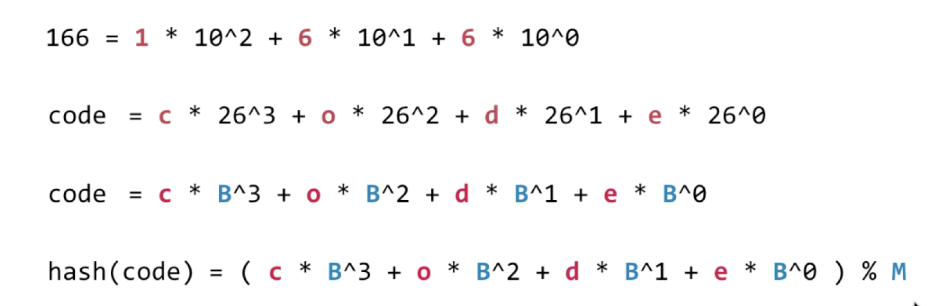 166 = 1 * 10^2 + 6 * 10^1 + 6 * 10^0
code = c * 26^3 + o * 26^2 + d * 26^1 + e * 26^0
code = c * B^3 + o * B^2 + d * B^1 + e * B^0
hash(code) = ( c * B^3 + o * B^2 + d * B^1 + e * B^0 ) % M